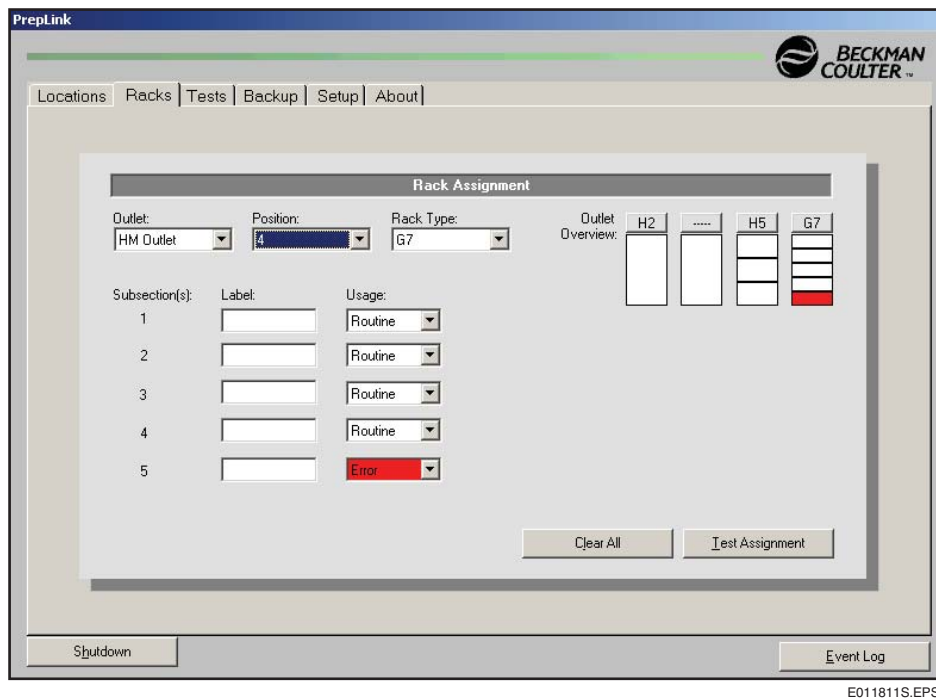 PrepLink
BECKMAN
COULTER™
Locations Racks Tests Backup Setup About
Rack Assignment
Outlet: Position: Rack Type: Outlet Overview:
HM Outlet 4 G7 H2 ----- H5 G7
Subsection(s): Label: Usage:
1 Routine
2 Routine
3 Routine
4 Routine
5 Error
Clear All Test Assignment
Shutdown Event Log
E011811S.EPS